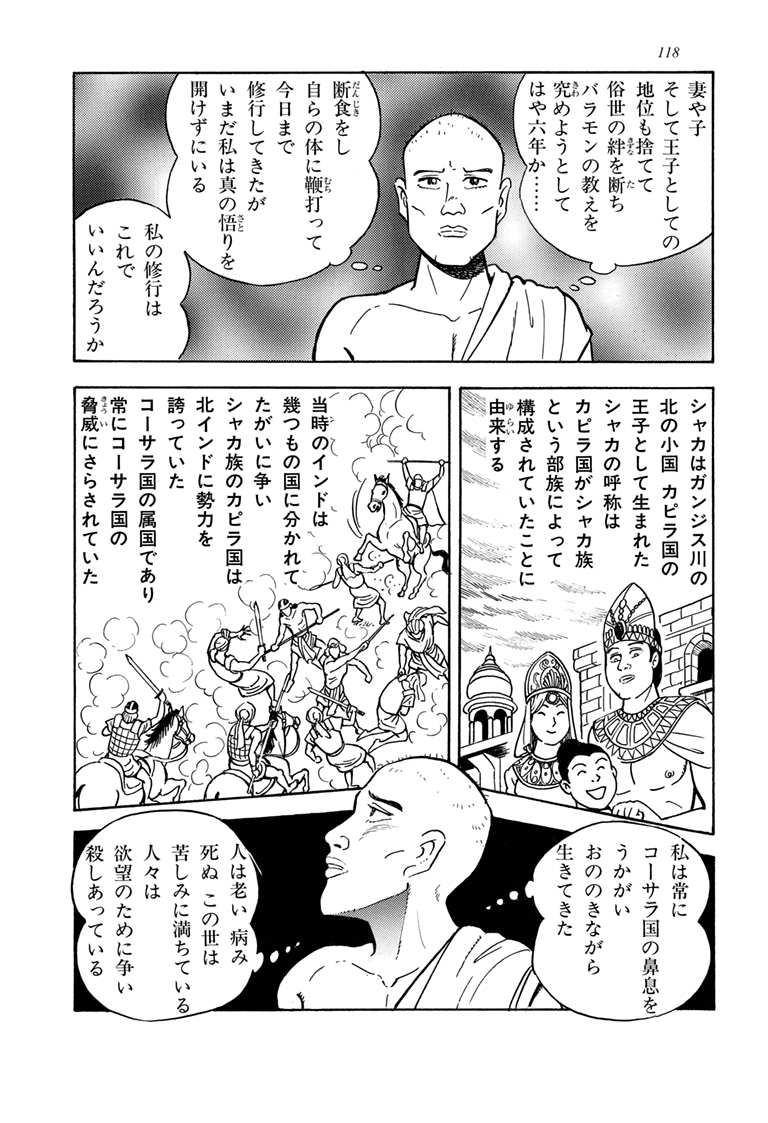 118
妻や子
そして王子としての
地位も捨てて
俗世の絆を断ち
バラモンの教えを
究めようとして
はや六年か……
断食をし
自らの体に鞭打って
今日まで
修行してきたが
いまだ私は真の悟りを
開けずにいる
私の修行は
これで
いいんだろうか
シャカはガンジス川の
北の小国 カピラ国の
王子として生まれた
シャカの呼称は
カピラ国がシャカ族
という部族によって
構成されていたことに
由来する
当時のインドは
幾つもの国に分かれて
たがいに争い
シャカ族のカピラ国は
北インドに勢力を
誇っていた
コーサラ国の属国であり
常にコーサラ国の
脅威にさらされていた
私は常に
コーサラ国の鼻息を
うかがい
おののきながら
生きてきた
人は老い 病み
死ぬ この世は
苦しみに満ちている
人々は
欲望のために争い
殺しあっている